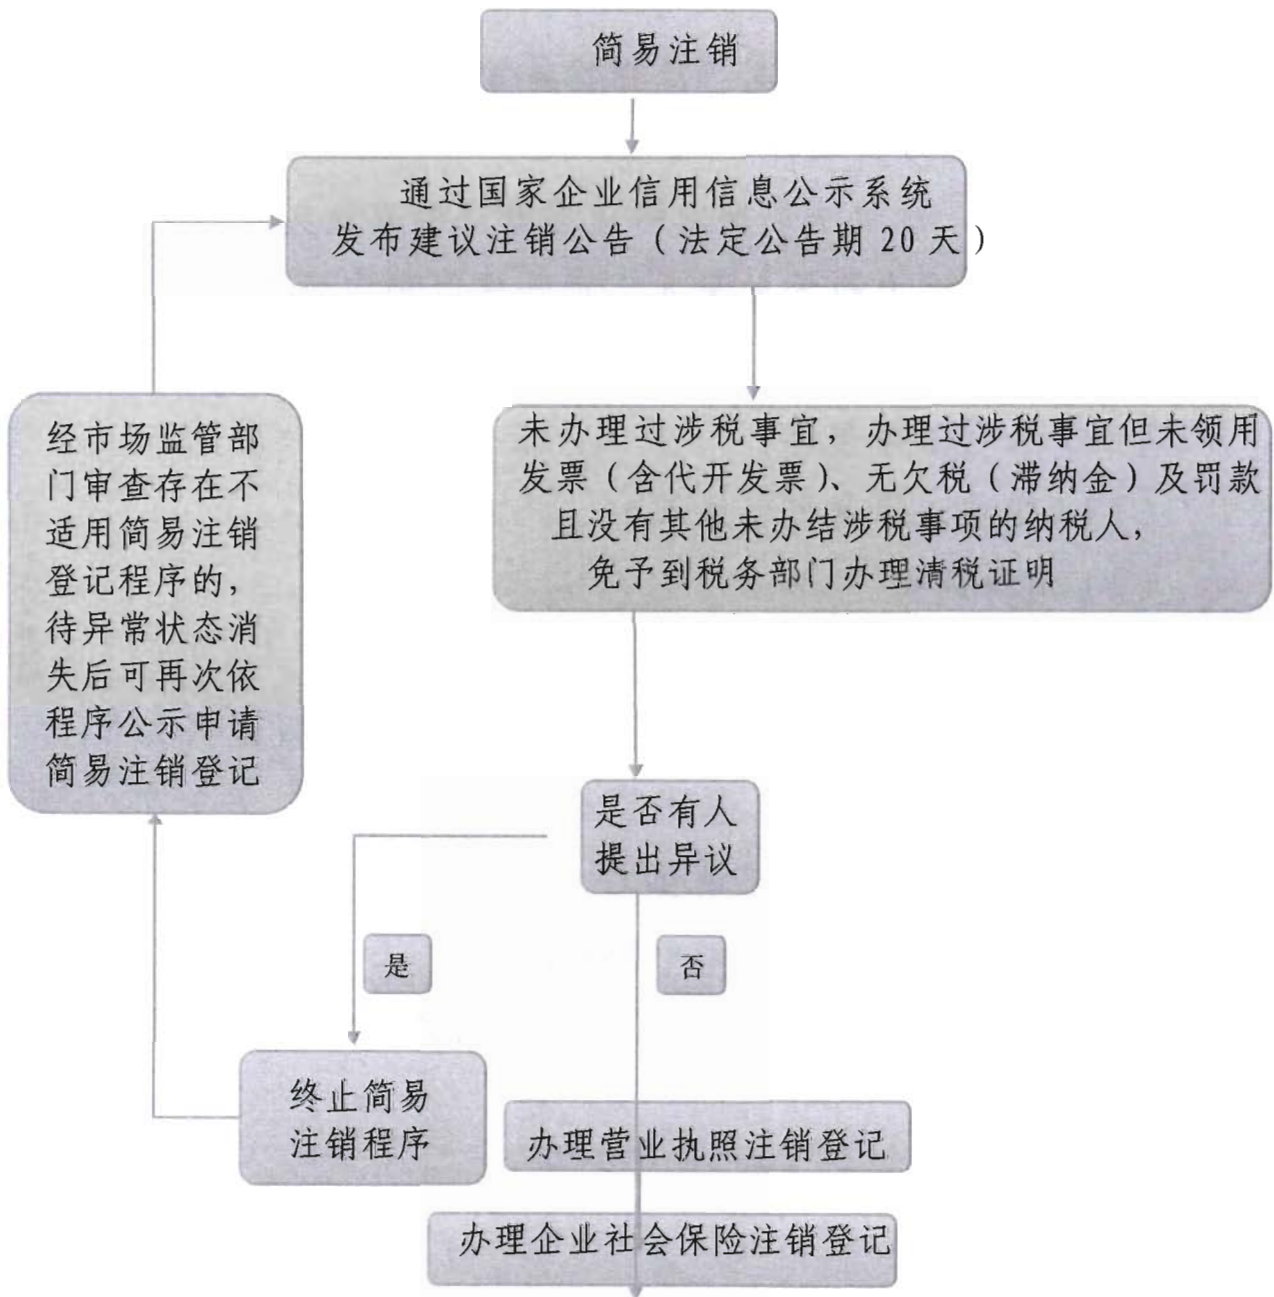 简易注销
通过国家企业信用信息公示系统
发布建议注销公告（法定公告期 20 天）
未办理过涉税事宜，办理过涉税事宜但未领用
发票（含代开发票）、无欠税（滞纳金）及罚款
且没有其他未办结涉税事项的纳税人，
免予到税务部门办理清税证明
经市场监管部
门审查存在不
适用简易注销
登记程序的，
待异常状态消
失后可再次依
程序公示申请
简易注销登记
是否有人
提出异议
是
否
终止简易
注销程序
办理营业执照注销登记
办理企业社会保险注销登记